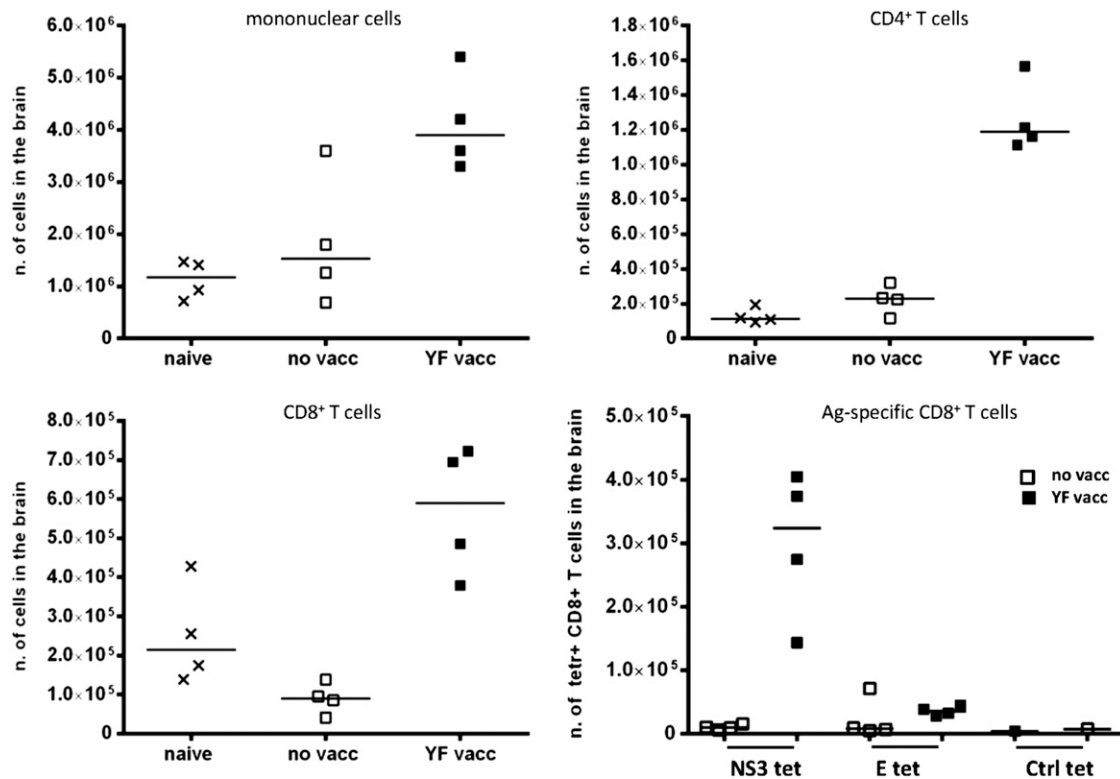 mononuclear cells
n. of cells in the brain
6.0×10⁶
5.0×10⁶
4.0×10⁶
3.0×10⁶
2.0×10⁶
1.0×10⁶
0
naive no vacc YF vacc
CD4⁺ T cells
n. of cells in the brain
1.8×10⁶
1.6×10⁶
1.4×10⁶
1.2×10⁶
1.0×10⁶
8.0×10⁵
6.0×10⁵
4.0×10⁵
2.0×10⁵
0
naive no vacc YF vacc
CD8⁺ T cells
n. of cells in the brain
8.0×10⁵
7.0×10⁵
6.0×10⁵
5.0×10⁵
4.0×10⁵
3.0×10⁵
2.0×10⁵
1.0×10⁵
0
naive no vacc YF vacc
Ag-specific CD8⁺ T cells
n. of tetr+ CD8+ T cells in the brain
5.0×10⁵
4.0×10⁵
3.0×10⁵
2.0×10⁵
1.0×10⁵
0
no vacc
YF vacc
NS3 tet E tet Ctrl tet